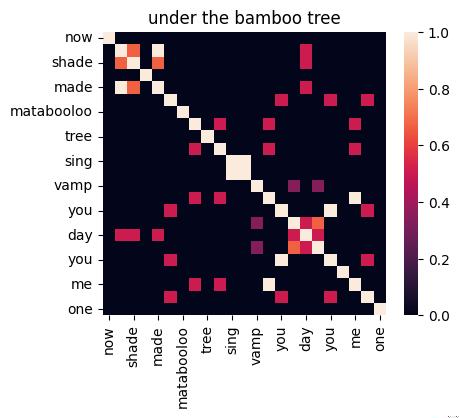 under the bamboo tree
now
shade
made
matabooloo
tree
sing
vamp
you
day
you
me
one
1.0
0.8
0.6
0.4
0.2
0.0
now
shade
made
matabooloo
tree
sing
vamp
you
day
you
me
one